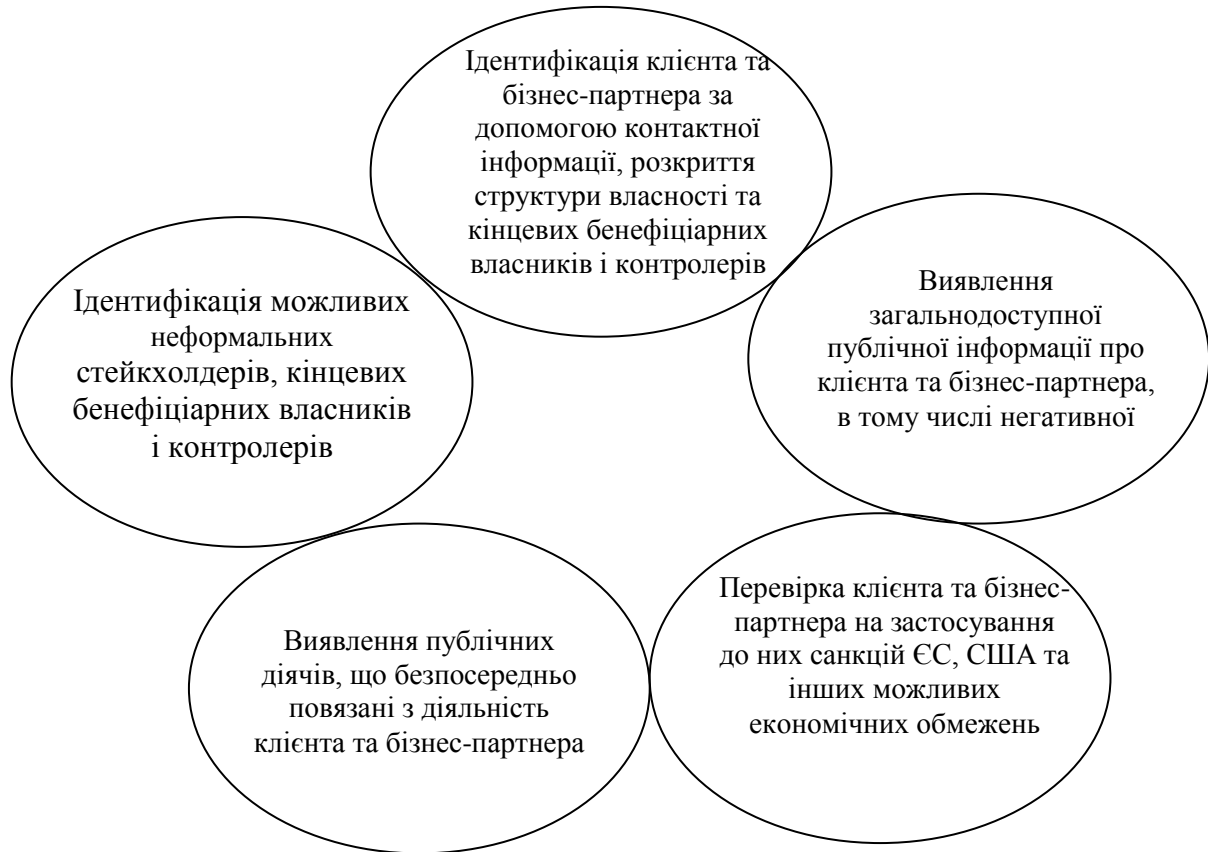 Ідентифікація клієнта та
бізнес-партнера за
допомогою контактної
інформації, розкриття
структури власності та
кінцевих бенефіціарних
власників і контролерів
Ідентифікація можливих
неформальних
стейкхолдерів, кінцевих
бенефіціарних власників
і контролерів
Виявлення
загальнодоступної
публічної інформації про
клієнта та бізнес-партнера,
в тому числі негативної
Виявлення публічних
діячів, що безпосередньо
повязані з діяльність
клієнта та бізнес-партнера
Перевірка клієнта та бізнес-
партнера на застосування
до них санкцій ЄС, США та
інших можливих
економічних обмежень